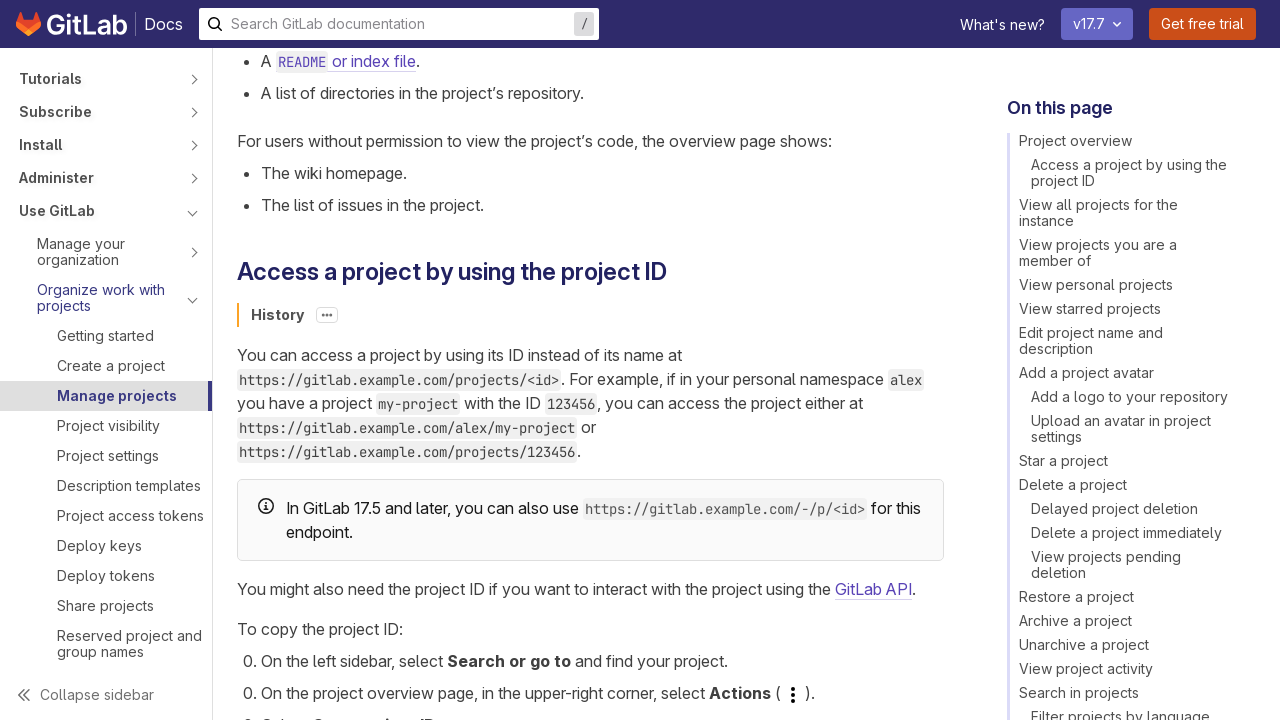 GitLab Docs
Search GitLab documentation
/
What's new?
v17.7
Get free trial
Tutorials
Subscribe
Install
Administer
Use GitLab
Manage your
organization
Organize work with
projects
Getting started
Create a project
Manage projects
Project visibility
Project settings
Description templates
Project access tokens
Deploy keys
Deploy tokens
Share projects
Reserved project and
group names
Collapse sidebar
A README or index file.
A list of directories in the project’s repository.
For users without permission to view the project’s code, the overview page shows:
The wiki homepage.
The list of issues in the project.
Access a project by using the project ID
History
You can access a project by using its ID instead of its name at
https://gitlab.example.com/projects/<id>. For example, if in your personal namespace alex
you have a project my-project with the ID 123456, you can access the project either at
https://gitlab.example.com/alex/my-project or
https://gitlab.example.com/projects/123456.
In GitLab 17.5 and later, you can also use https://gitlab.example.com/-/p/<id> for this
endpoint.
You might also need the project ID if you want to interact with the project using the GitLab API.
To copy the project ID:
0. On the left sidebar, select Search or go to and find your project.
0. On the project overview page, in the upper-right corner, select Actions ( ).
On this page
Project overview
Access a project by using the
project ID
View all projects for the
instance
View projects you are a
member of
View personal projects
View starred projects
Edit project name and
description
Add a project avatar
Add a logo to your repository
Upload an avatar in project
settings
Star a project
Delete a project
Delayed project deletion
Delete a project immediately
View projects pending
deletion
Restore a project
Archive a project
Unarchive a project
View project activity
Search in projects
Filter projects by language